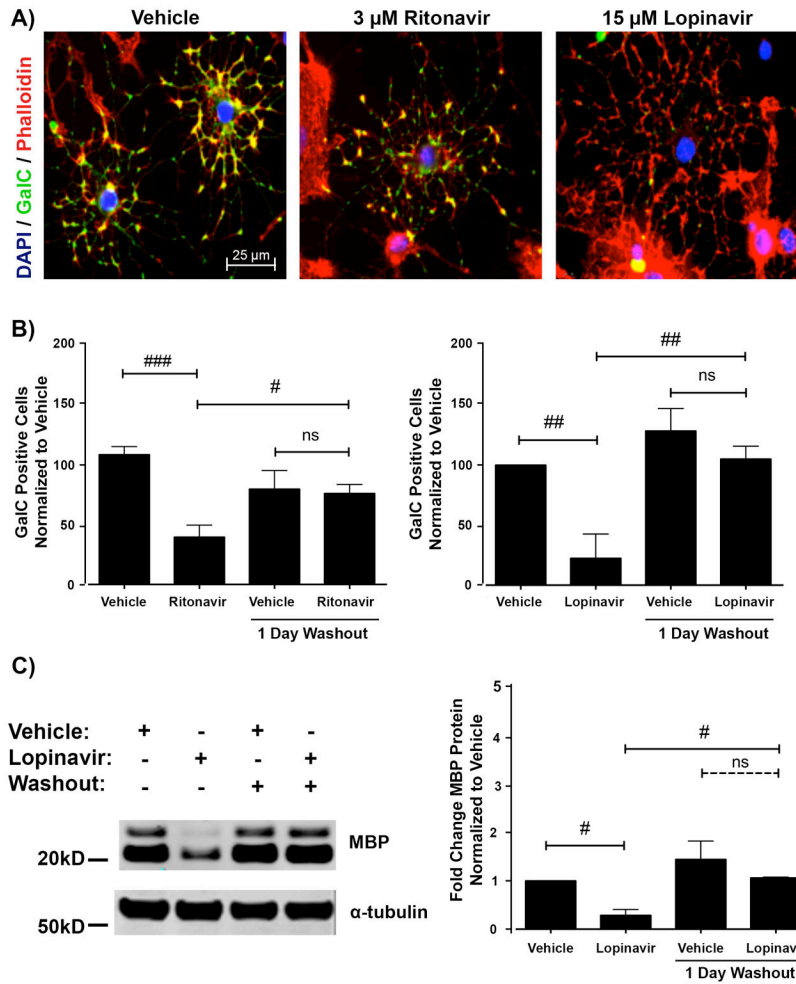 A)
Vehicle
3 µM Ritonavir
15 µM Lopinavir
DAPI / GalC / Phalloidin
25 µm
B)
GalC Positive Cells
Normalized to Vehicle
200
150
100
50
0
###
#
ns
Vehicle
Ritonavir
Vehicle
Ritonavir
1 Day Washout
GalC Positive Cells
Normalized to Vehicle
200
150
100
50
0
##
##
ns
Vehicle
Lopinavir
Vehicle
Lopinavir
1 Day Washout
C)
Vehicle: + - + -
Lopinavir: - + - +
Washout: - - + +
MBP
20kD
α-tubulin
50kD
Fold Change MBP Protein
Normalized to Vehicle
5
4
3
2
1
0
#
#
ns
Vehicle
Lopinavir
Vehicle
Lopinav
1 Day Washout